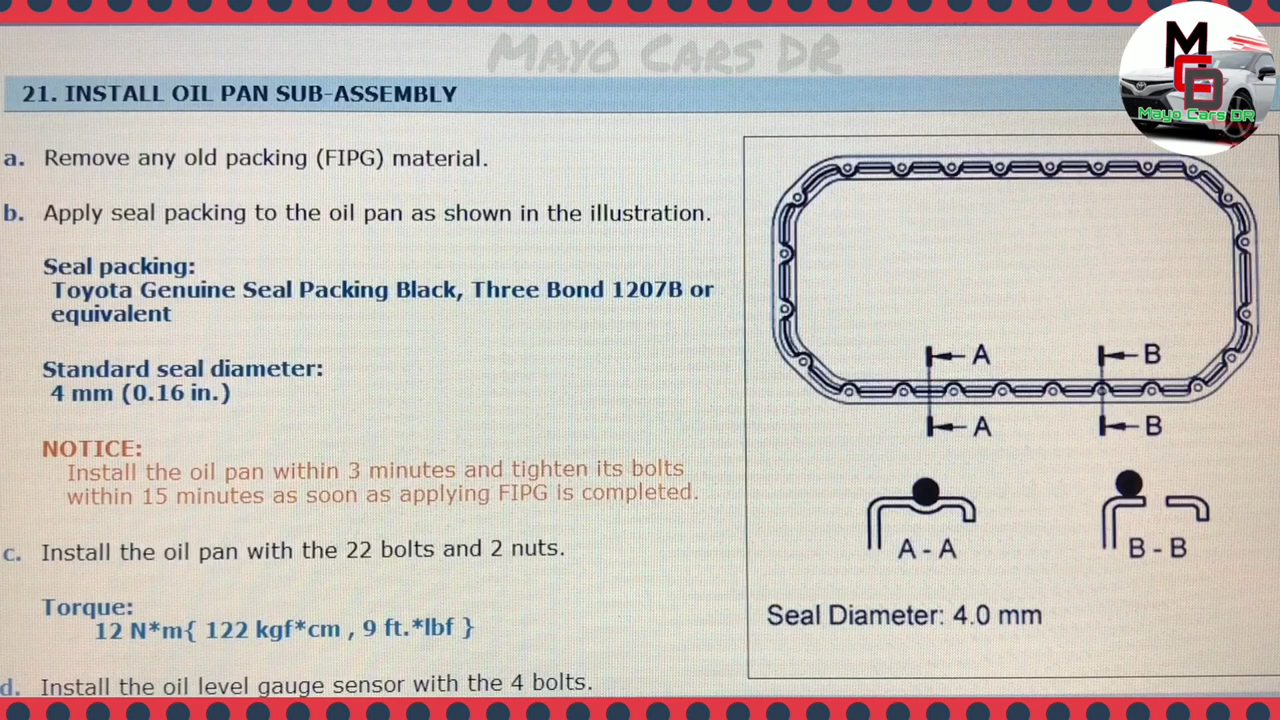 MAYO CARS DR
MCD
Mayo Cars DR
21. INSTALL OIL PAN SUB-ASSEMBLY
a. Remove any old packing (FIPG) material.
b. Apply seal packing to the oil pan as shown in the illustration.
Seal packing:
Toyota Genuine Seal Packing Black, Three Bond 1207B or
equivalent
Standard seal diameter:
4 mm (0.16 in.)
NOTICE:
Install the oil pan within 3 minutes and tighten its bolts
within 15 minutes as soon as applying FIPG is completed.
c. Install the oil pan with the 22 bolts and 2 nuts.
Torque:
12 N*m{ 122 kgf*cm , 9 ft.*lbf }
d. Install the oil level gauge sensor with the 4 bolts.
A B
A B
A - A B - B
Seal Diameter: 4.0 mm